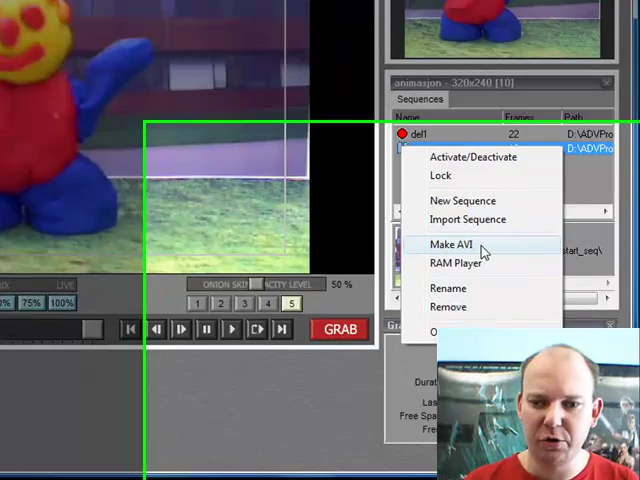 animasjon - 320x240 [10]
Sequences
Name Frames Path
del1 22 D:\ADVPro
D:\ADVPro
Activate/Deactivate
Lock
New Sequence
Import Sequence
Make AVI
start_seq\
RAM Player
Rename
Remove
LIVE
ONION SKIN OPACITY LEVEL 50 %
75% 100% 1 2 3 4 5
GRAB
Gra
Durat
Las
Free Spa